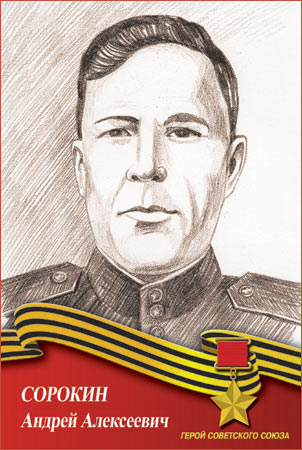 СОРОКИН
Андрей Алексеевич
ГЕРОЙ СОВЕТСКОГО СОЮЗА